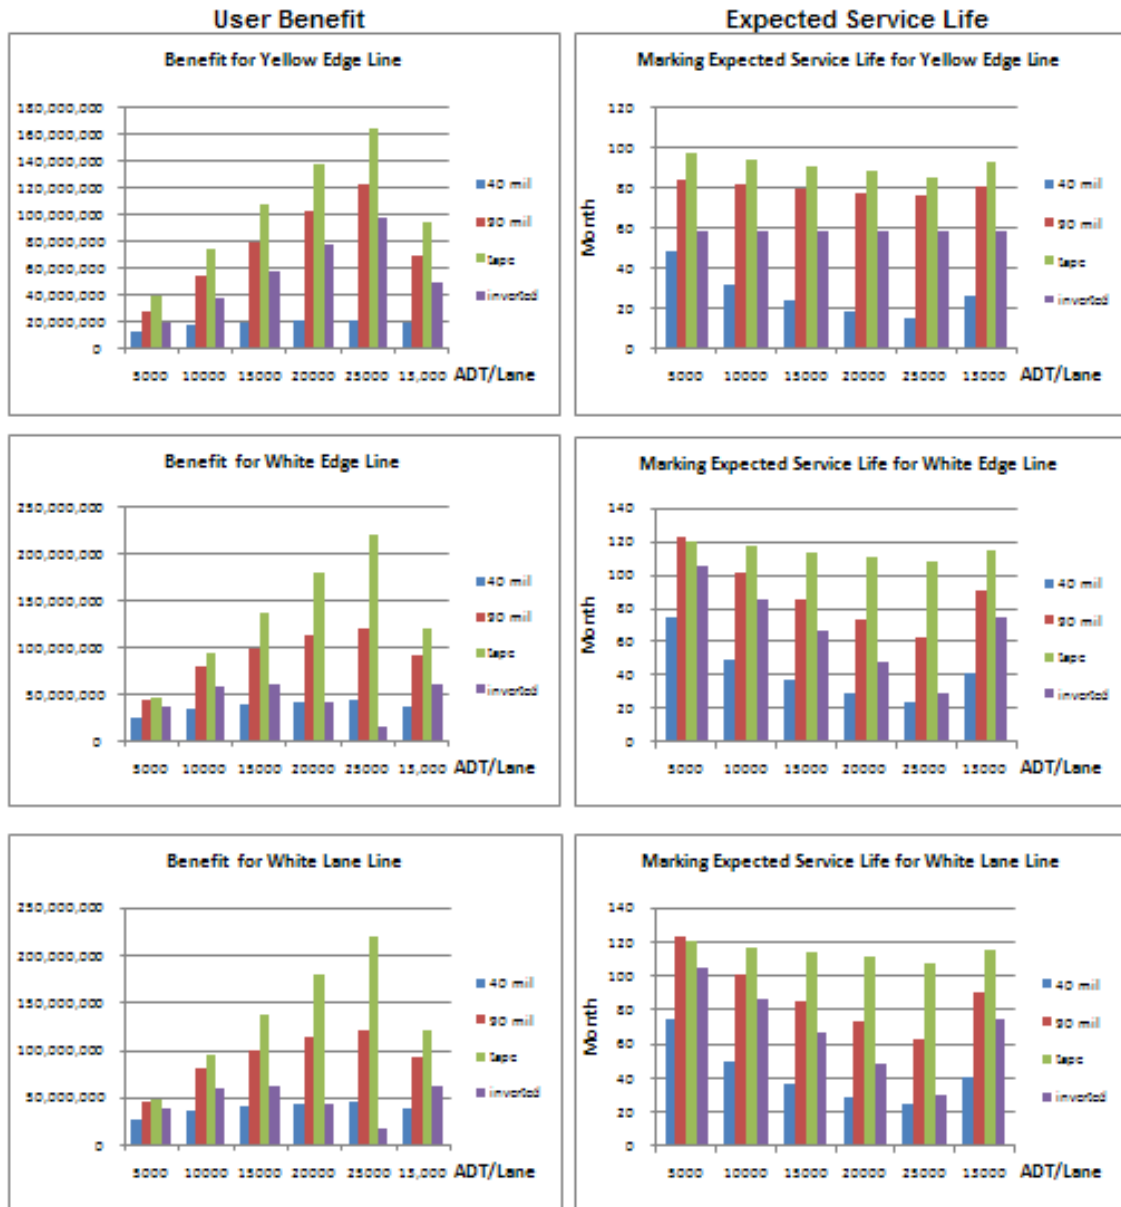 User Benefit
Expected Service Life
Benefit for Yellow Edge Line
180,000,000
160,000,000
140,000,000
120,000,000
100,000,000
80,000,000
60,000,000
40,000,000
20,000,000
0
5000 10000 15000 20000 25000 15,000 ADT/Lane
40 mil
90 mil
tape
inverted
Marking Expected Service Life for Yellow Edge Line
Month
120
100
80
60
40
20
0
5000 10000 15000 20000 25000 15000 ADT/Lane
40 mil
90 mil
tape
inverted
Benefit for White Edge Line
250,000,000
200,000,000
150,000,000
100,000,000
50,000,000
0
5000 10000 15000 20000 25000 15,000 ADT/Lane
40 mil
90 mil
tape
inverted
Marking Expected Service Life for White Edge Line
Month
140
120
100
80
60
40
20
0
5000 10000 15000 20000 25000 15000 ADT/Lane
40 mil
90 mil
tape
inverted
Benefit for White Lane Line
250,000,000
200,000,000
150,000,000
100,000,000
50,000,000
0
5000 10000 15000 20000 25000 15,000 ADT/Lane
40 mil
90 mil
tape
inverted
Marking Expected Service Life for White Lane Line
Month
140
120
100
80
60
40
20
0
5000 10000 15000 20000 25000 15000 ADT/Lane
40 mil
90 mil
tape
inverted